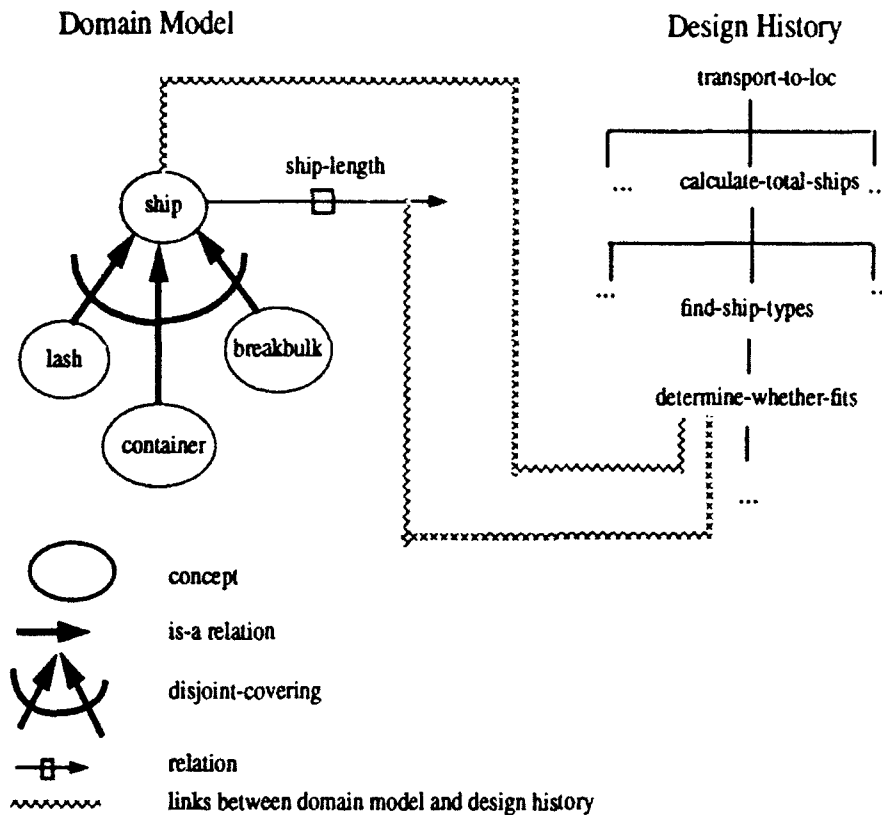 Domain Model
Design History
transport-to-loc
ship-length
... calculate-total-ships ..
ship
... ..
find-ship-types
lash
breakbulk
determine-whether-fits
container
...
concept
is-a relation
disjoint-covering
relation
links between domain model and design history